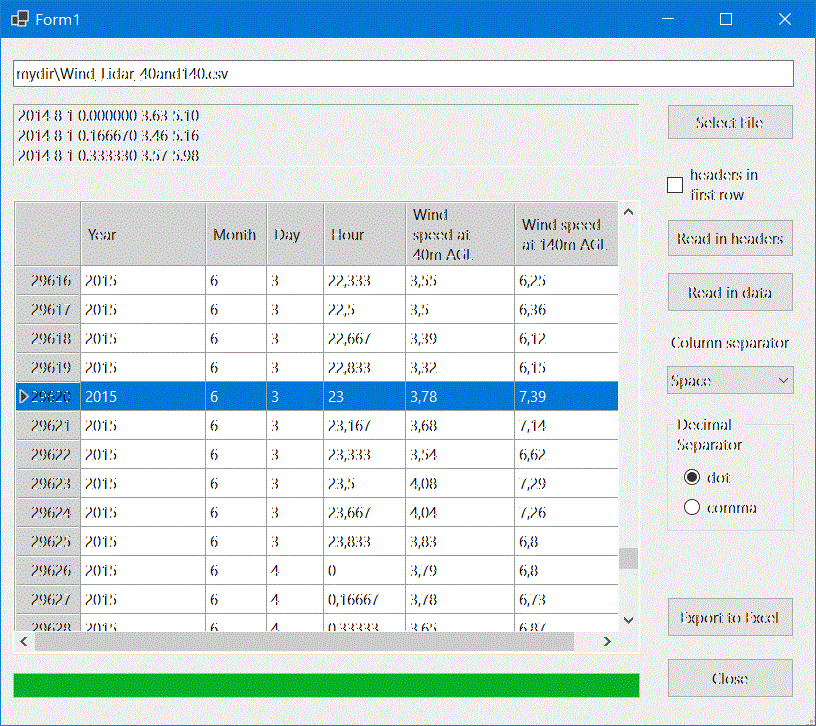 Form1
mydir\Wind_Lidar_40and140.csv
2014 8 1 0.000000 3.63 5.10
2014 8 1 0.166670 3.46 5.16
2014 8 1 0.333330 3.57 5.98
Select File
headers in
first row
Read in headers
Read in data
Column separator
Space
Decimal
Separator
dot
comma
Export to Excel
Close
Year Month Day Hour Wind speed at 40m AGL Wind speed at 140m AGL
29616 2015 6 3 22,333 3,55 6,25
29617 2015 6 3 22,5 3,5 6,36
29618 2015 6 3 22,667 3,39 6,12
29619 2015 6 3 22,833 3,32 6,15
29620 2015 6 3 23 3,78 7,39
29621 2015 6 3 23,167 3,68 7,14
29622 2015 6 3 23,333 3,54 6,62
29623 2015 6 3 23,5 4,08 7,29
29624 2015 6 3 23,667 4,04 7,26
29625 2015 6 3 23,833 3,83 6,8
29626 2015 6 4 0 3,79 6,8
29627 2015 6 4 0,16667 3,78 6,73
29628 2015 6 4 0,33333 3,65 6,87